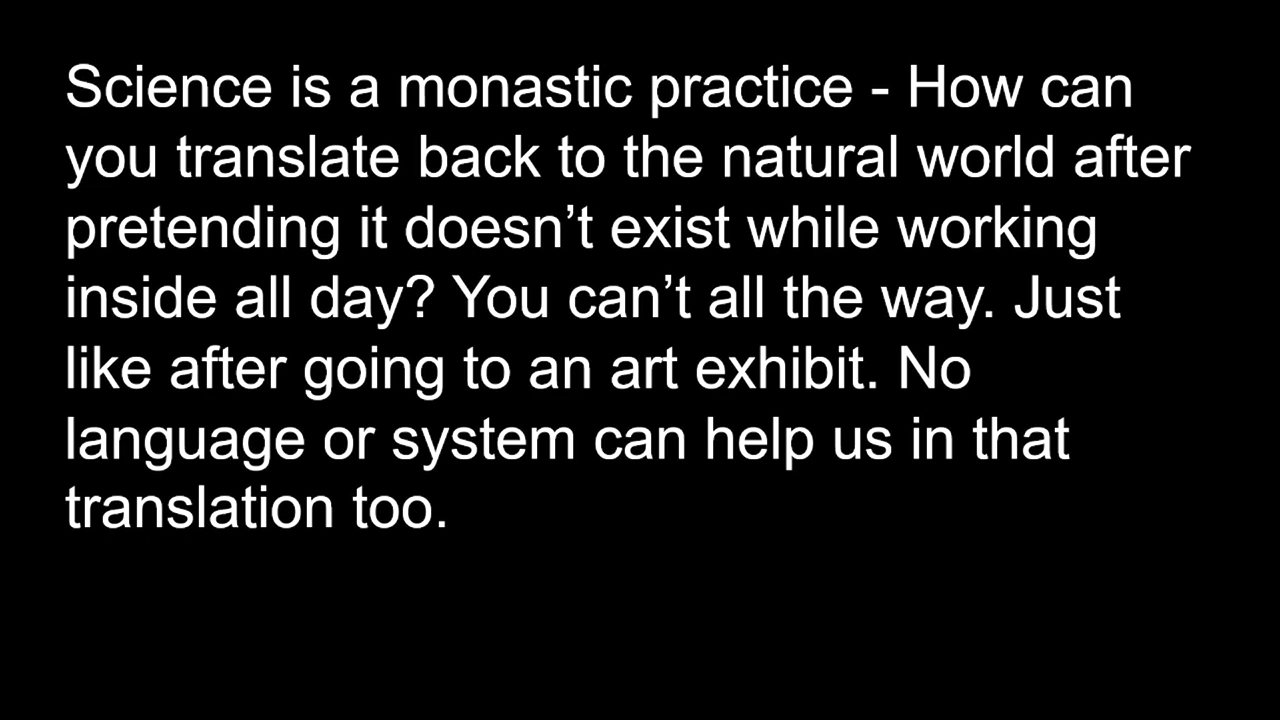 Science is a monastic practice - How can
you translate back to the natural world after
pretending it doesn’t exist while working
inside all day? You can’t all the way. Just
like after going to an art exhibit. No
language or system can help us in that
translation too.